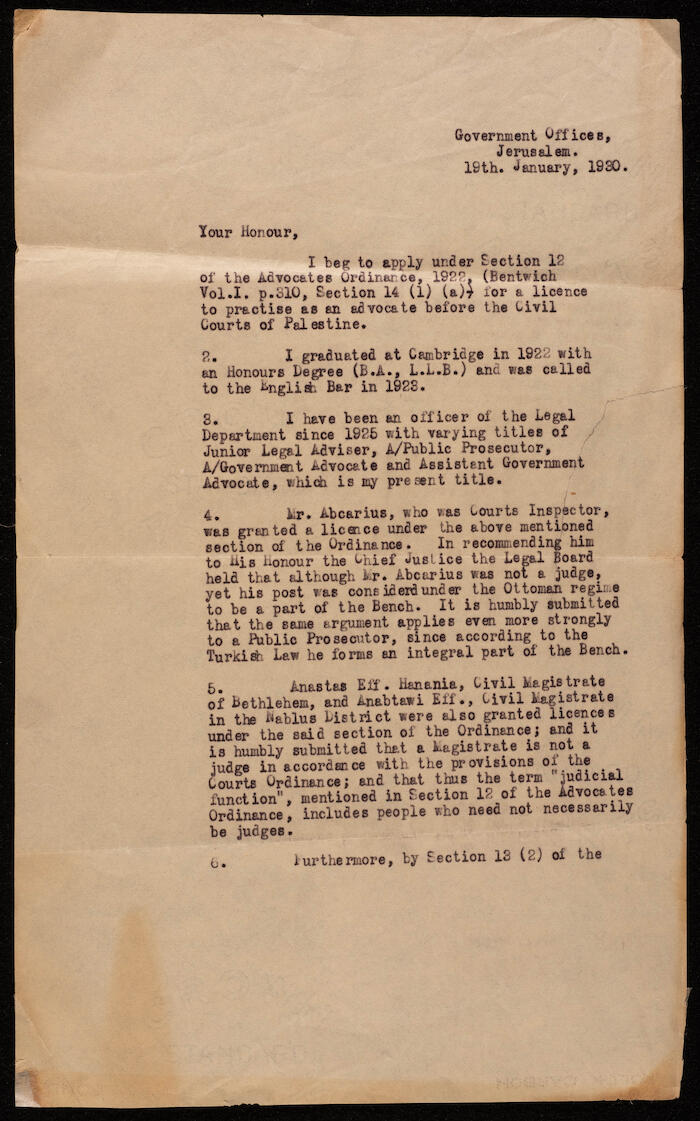 Government Offices,
Jerusalem.
19th. January, 1930.
Your Honour,
I beg to apply under Section 12
of the Advocates Ordinance, 1922, (Bentwich
Vol.I. p.310, Section 14 (1) (a)) for a licence
to practise as an advocate before the Civil
Courts of Palestine.
2. I graduated at Cambridge in 1922 with
an Honours Degree (B.A., L.L.B.) and was called
to the English Bar in 1923.
3. I have been an officer of the Legal
Department since 1925 with varying titles of
Junior Legal Adviser, A/Public Prosecutor,
A/Government Advocate and Assistant Government
Advocate, which is my present title.
4. Mr. Abcarius, who was Courts Inspector,
was granted a licence under the above mentioned
section of the Ordinance. In recommending him
to His Honour the Chief Justice the Legal Board
held that although Mr. Abcarius was not a judge,
yet his post was considerd under the Ottoman regime
to be a part of the Bench. It is humbly submitted
that the same argument applies even more strongly
to a Public Prosecutor, since according to the
Turkish Law he forms an integral part of the Bench.
5. Anastas Eff. Hanania, Civil Magistrate
of Bethlehem, and Anabtawi Eff., Civil Magistrate
in the Nablus District were also granted licences
under the said section of the Ordinance; and it
is humbly submitted that a Magistrate is not a
judge in accordance with the provisions of the
Courts Ordinance; and that thus the term "judicial
function", mentioned in Section 12 of the Advocates
Ordinance, includes people who need not necessarily
be judges.
6. Furthermore, by Section 13 (2) of the